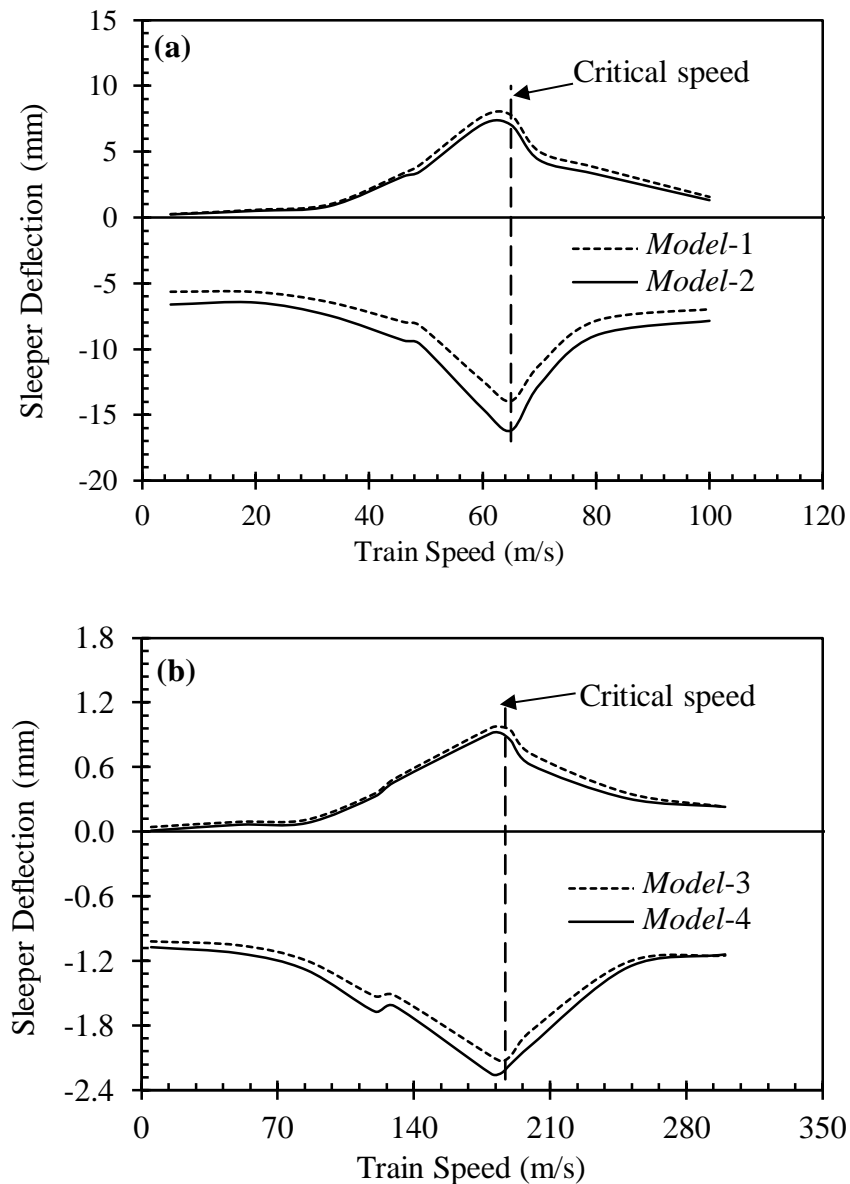 (a)
Critical speed
Sleeper Deflection (mm)
15
10
5
0
-5
-10
-15
-20
Model-1
Model-2
0 20 40 60 80 100 120
Train Speed (m/s)
(b)
Critical speed
Sleeper Deflection (mm)
1.8
1.2
0.6
0.0
-0.6
-1.2
-1.8
-2.4
Model-3
Model-4
0 70 140 210 280 350
Train Speed (m/s)